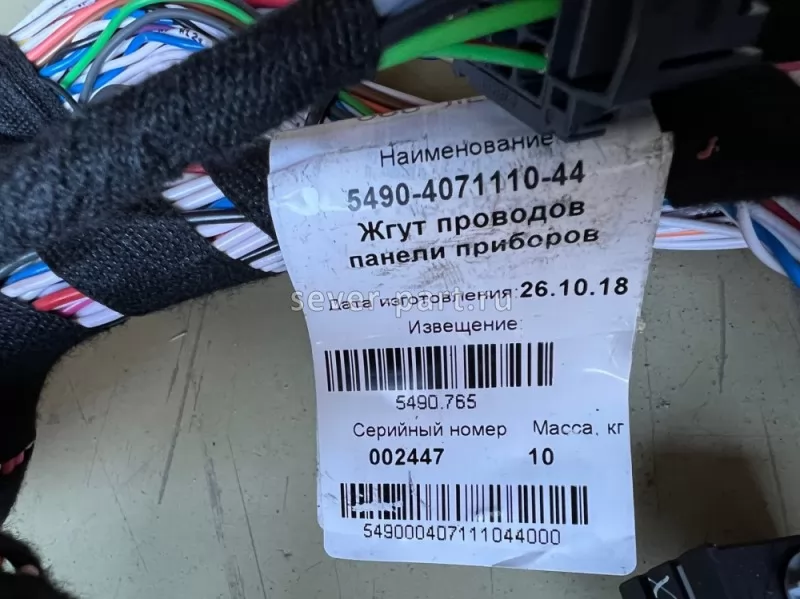 Наименование
5490-4071110-44
Жгут проводов
панели приборов
Дата изготовления: 26.10.18
sever-part.ru
Извещение:
5490.765
Серийный номер Масса, кг
002447 10
549000407111044000